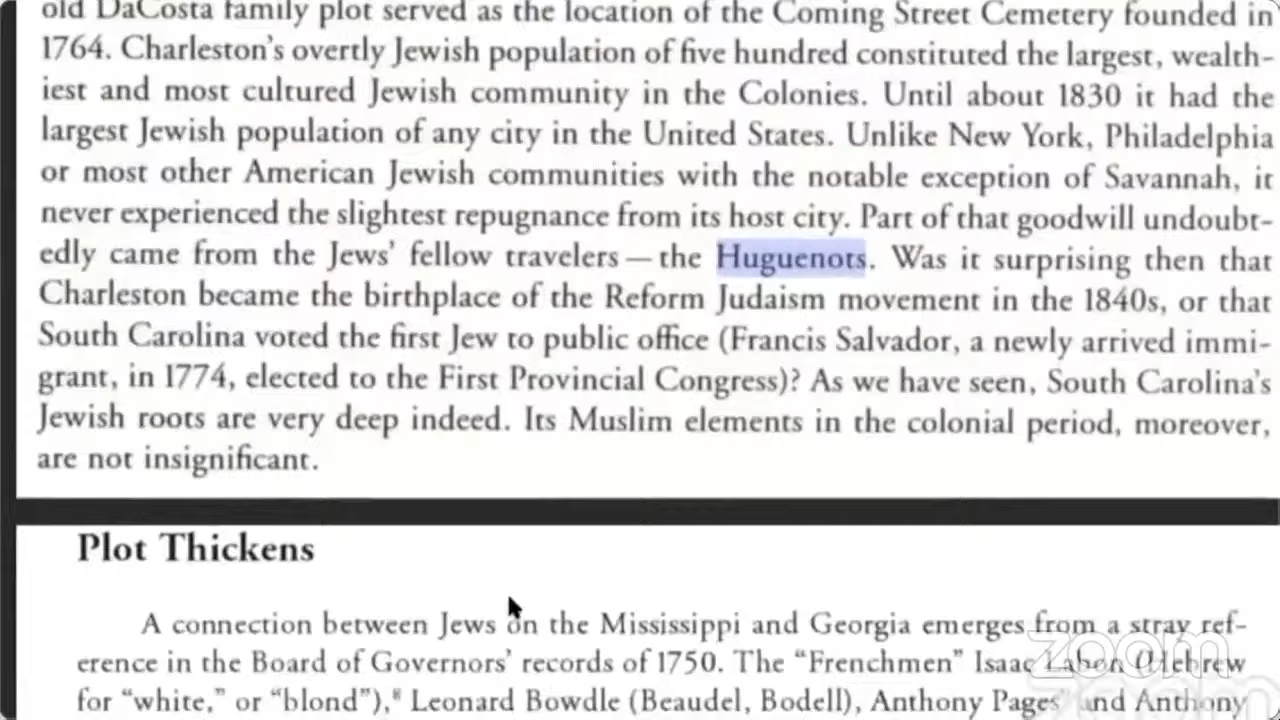 old DaCosta family plot served as the location of the Coming Street Cemetery founded in
1764. Charleston's overtly Jewish population of five hundred constituted the largest, wealth-
iest and most cultured Jewish community in the Colonies. Until about 1830 it had the
largest Jewish population of any city in the United States. Unlike New York, Philadelphia
or most other American Jewish communities with the notable exception of Savannah, it
never experienced the slightest repugnance from its host city. Part of that goodwill undoubt-
edly came from the Jews' fellow travelers — the Huguenots. Was it surprising then that
Charleston became the birthplace of the Reform Judaism movement in the 1840s, or that
South Carolina voted the first Jew to public office (Francis Salvador, a newly arrived immi-
grant, in 1774, elected to the First Provincial Congress)? As we have seen, South Carolina's
Jewish roots are very deep indeed. Its Muslim elements in the colonial period, moreover,
are not insignificant.
Plot Thickens
A connection between Jews on the Mississippi and Georgia emerges from a stray ref-
erence in the Board of Governors' records of 1750. The "Frenchmen" Isaac Labon (Hebrew
for "white," or "blond"), Leonard Bowdle (Beaudel, Bodell), Anthony Pages and Anthony
zoom